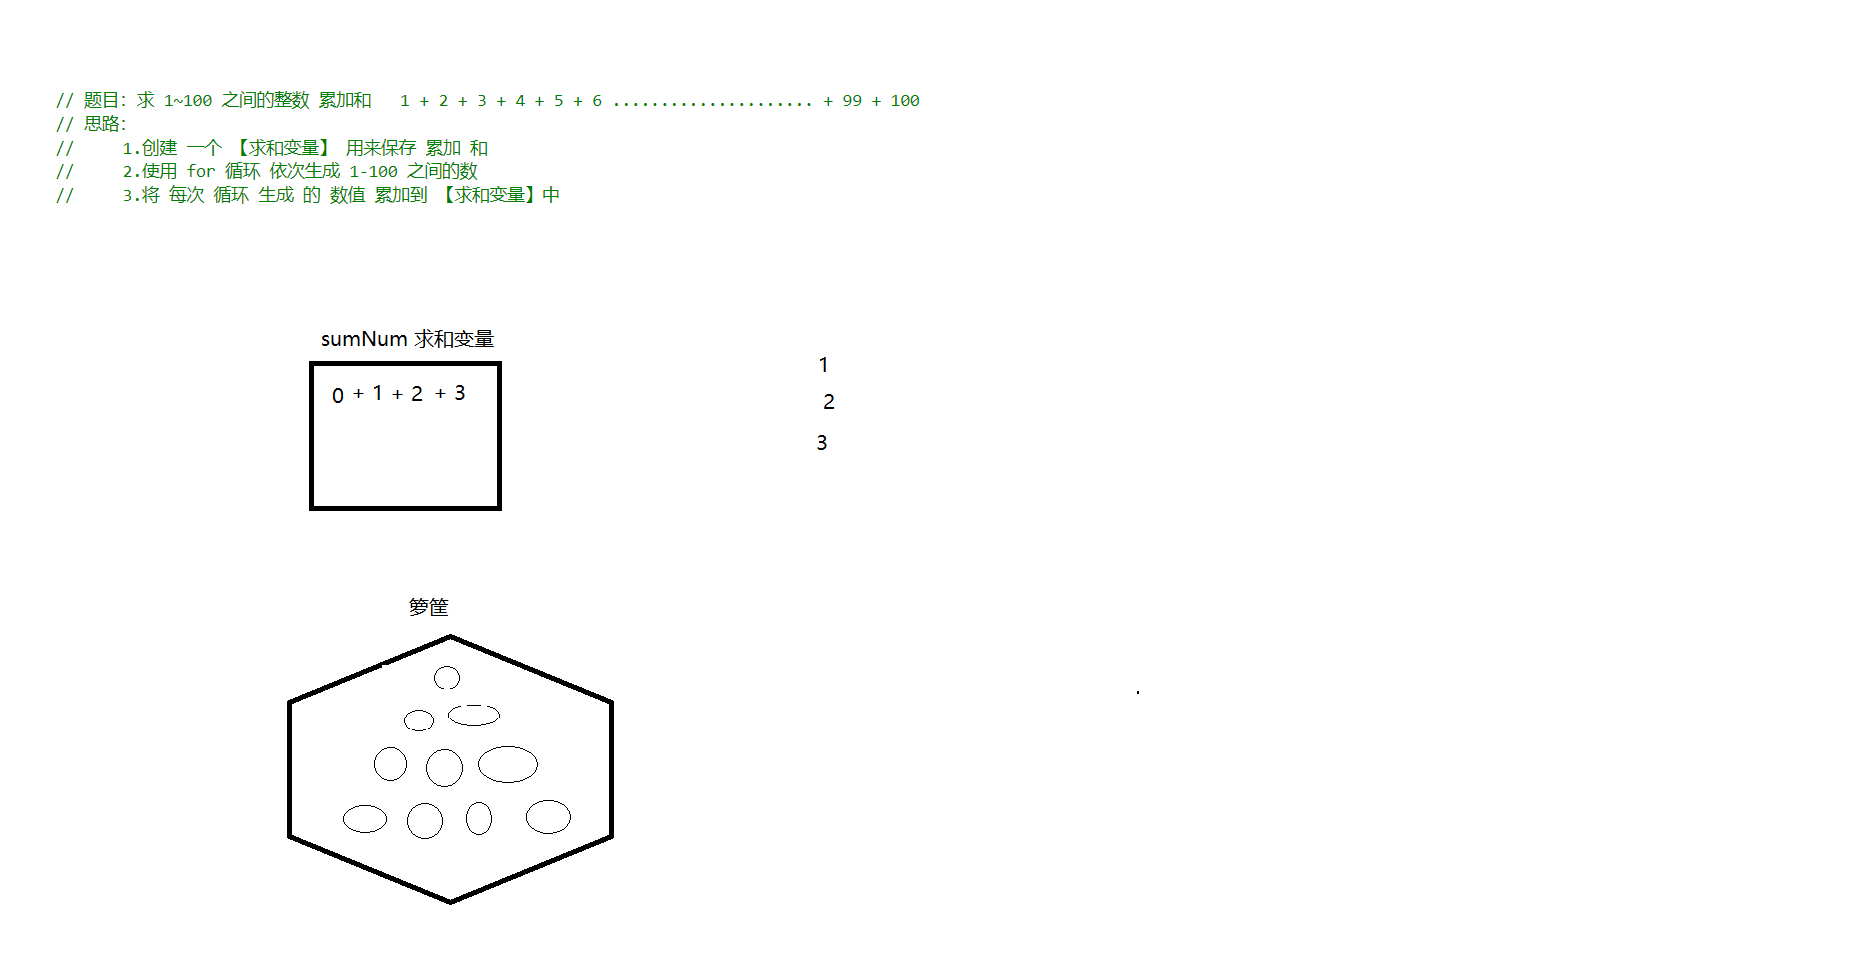 // 题目：求 1~100 之间的整数 累加和   1 + 2 + 3 + 4 + 5 + 6 ..................... + 99 + 100
// 思路：
//     1.创建 一个 【求和变量】 用来保存 累加 和
//     2.使用 for 循环 依次生成 1-100 之间的数
//     3.将 每次 循环 生成 的 数值 累加到 【求和变量】中
sumNum 求和变量
0 + 1 + 2 + 3
1
2
3
箩筐